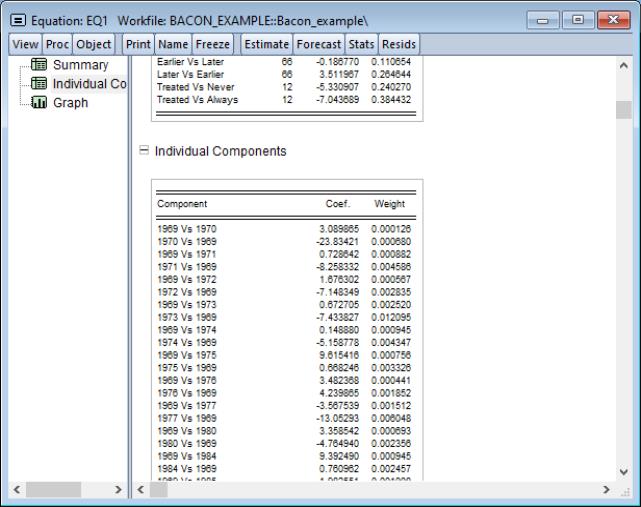 Equation: EQ1 Workfile: BACON_EXAMPLE::Bacon_example\
View Proc Object Print Name Freeze Estimate Forecast Stats Resids
Summary
Individual Co
Graph
Earlier Vs Later 66 -0.186770 0.110654
Later Vs Earlier 66 3.511967 0.264644
Treated Vs Never 12 -5.330907 0.240270
Treated Vs Always 12 -7.043689 0.384432
Individual Components
Component Coef. Weight
1969 Vs 1970 3.089865 0.000126
1970 Vs 1969 -23.83421 0.000680
1969 Vs 1971 0.728642 0.000882
1971 Vs 1969 -8.258332 0.004586
1969 Vs 1972 1.676302 0.000567
1972 Vs 1969 -7.148349 0.002835
1969 Vs 1973 0.672705 0.002520
1973 Vs 1969 -7.433827 0.012095
1969 Vs 1974 0.148880 0.000945
1974 Vs 1969 -5.158778 0.004347
1969 Vs 1975 9.615416 0.000756
1975 Vs 1969 0.668246 0.003326
1969 Vs 1976 3.482368 0.000441
1976 Vs 1969 4.239865 0.001852
1969 Vs 1977 -3.567539 0.001512
1977 Vs 1969 -13.05293 0.006048
1969 Vs 1980 3.358542 0.000693
1980 Vs 1969 -4.764940 0.002356
1969 Vs 1984 9.392490 0.000945
1984 Vs 1969 0.760962 0.002457